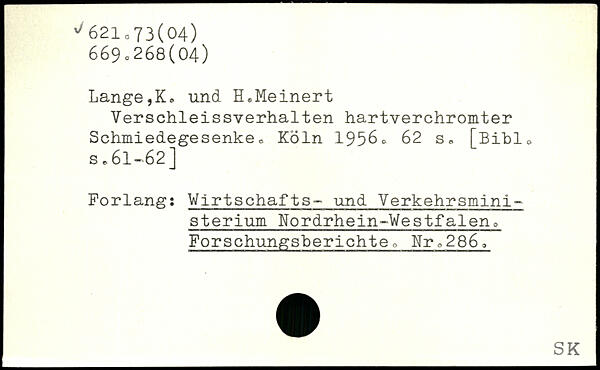 ✓621.73(04)
669.268(04)
Lange,K. und H.Meinert
Verschleissverhalten hartverchromter
Schmiedegesenke. Köln 1956. 62 s. [Bibl.
s.61-62]
Forlang: Wirtschafts- und Verkehrsmini-
sterium Nordrhein-Westfalen.
Forschungsberichte. Nr.286.
SK